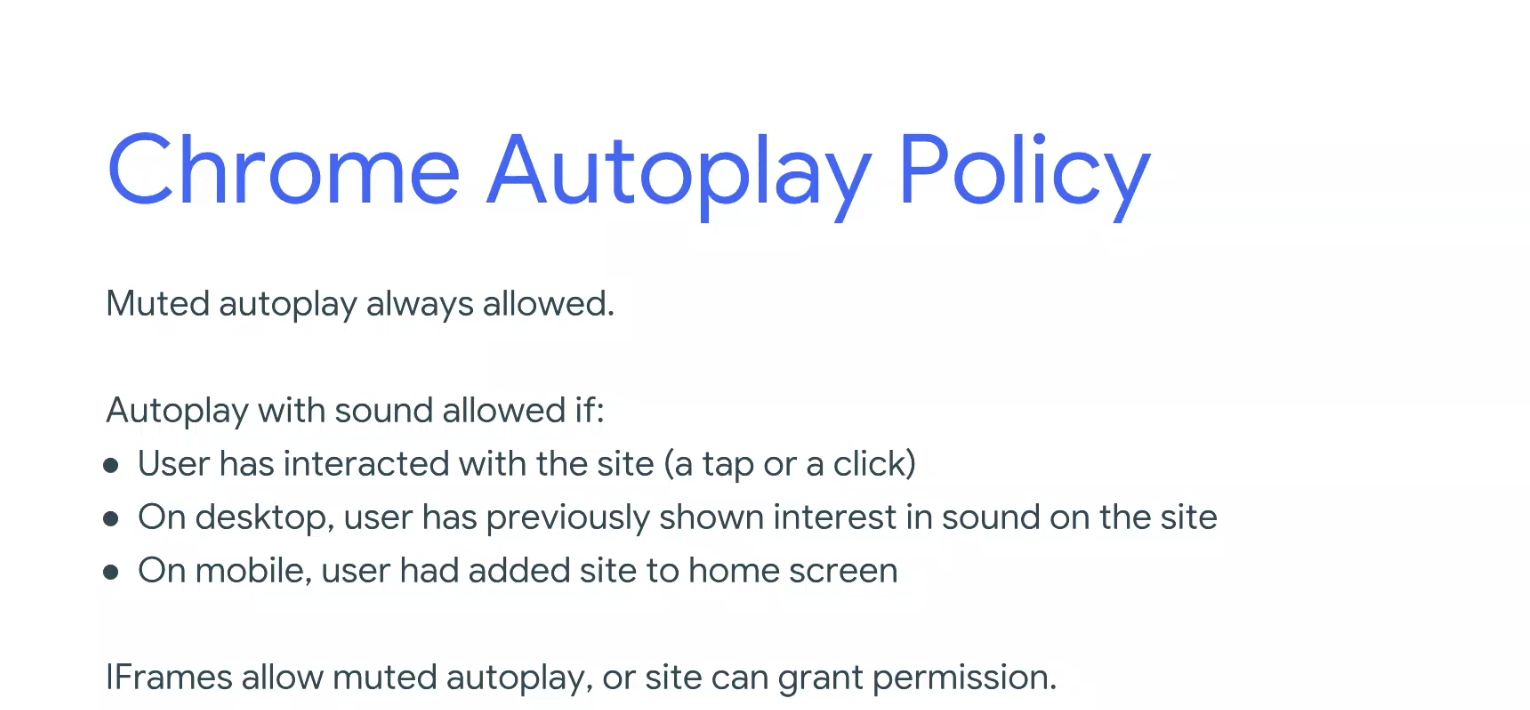 Chrome Autoplay Policy
Muted autoplay always allowed.
Autoplay with sound allowed if:
● User has interacted with the site (a tap or a click)
● On desktop, user has previously shown interest in sound on the site
● On mobile, user had added site to home screen
IFrames allow muted autoplay, or site can grant permission.